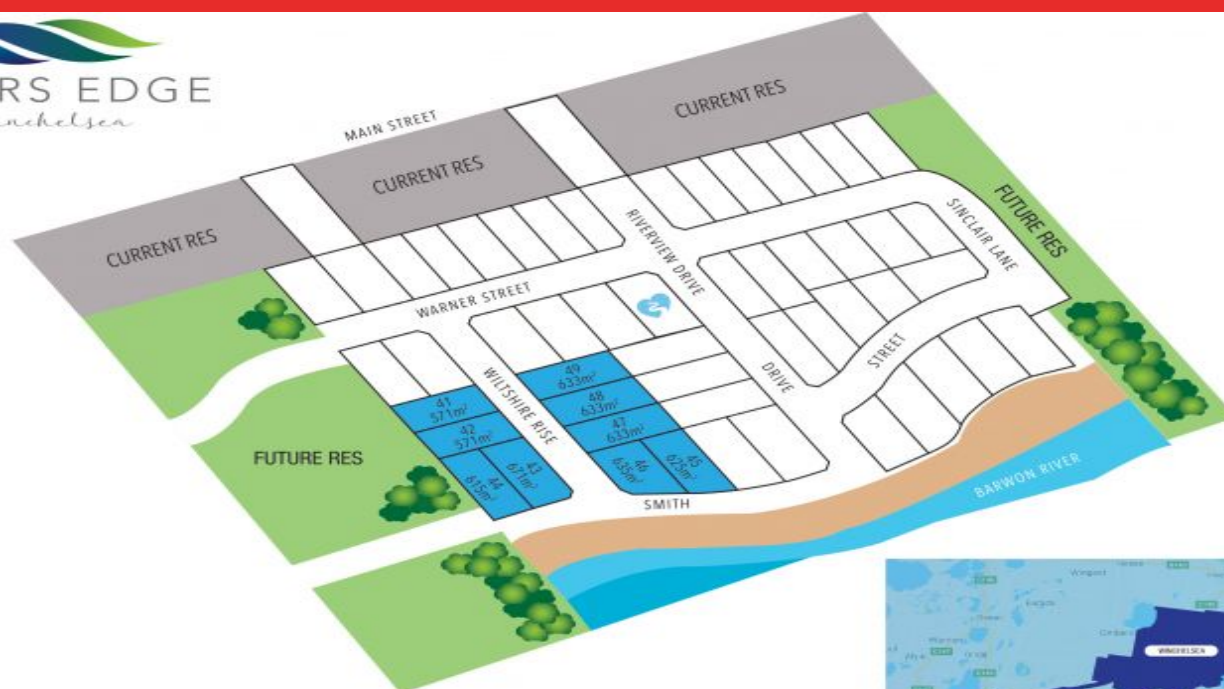 RS EDGE
MAIN STREET
CURRENT RES
CURRENT RES
CURRENT RES
FUTURE RES
RIVERVIEW DRIVE
SINCLAIR LANE
WARNER STREET
WILTSHIRE RISE
DRIVE
STREET
49
633m²
48
633m²
47
633m²
46
635m²
45
625m²
41
571m²
42
571m²
43
671m²
44
615m²
FUTURE RES
SMITH
BARWON RIVER
WINCHELSEA